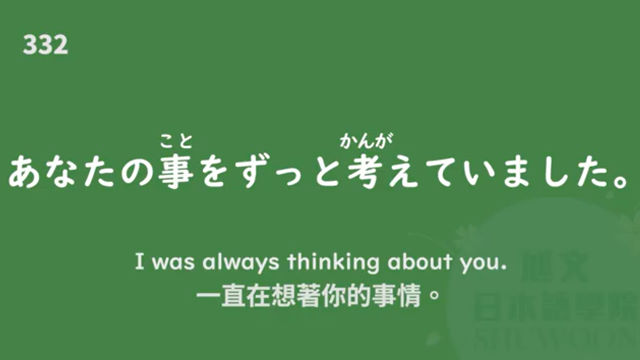 332
こと かんが
あなたの事をずっと考えていました。
I was always thinking about you.
一直在想著你的事情。
旭文
日本語學院
SHUWOON